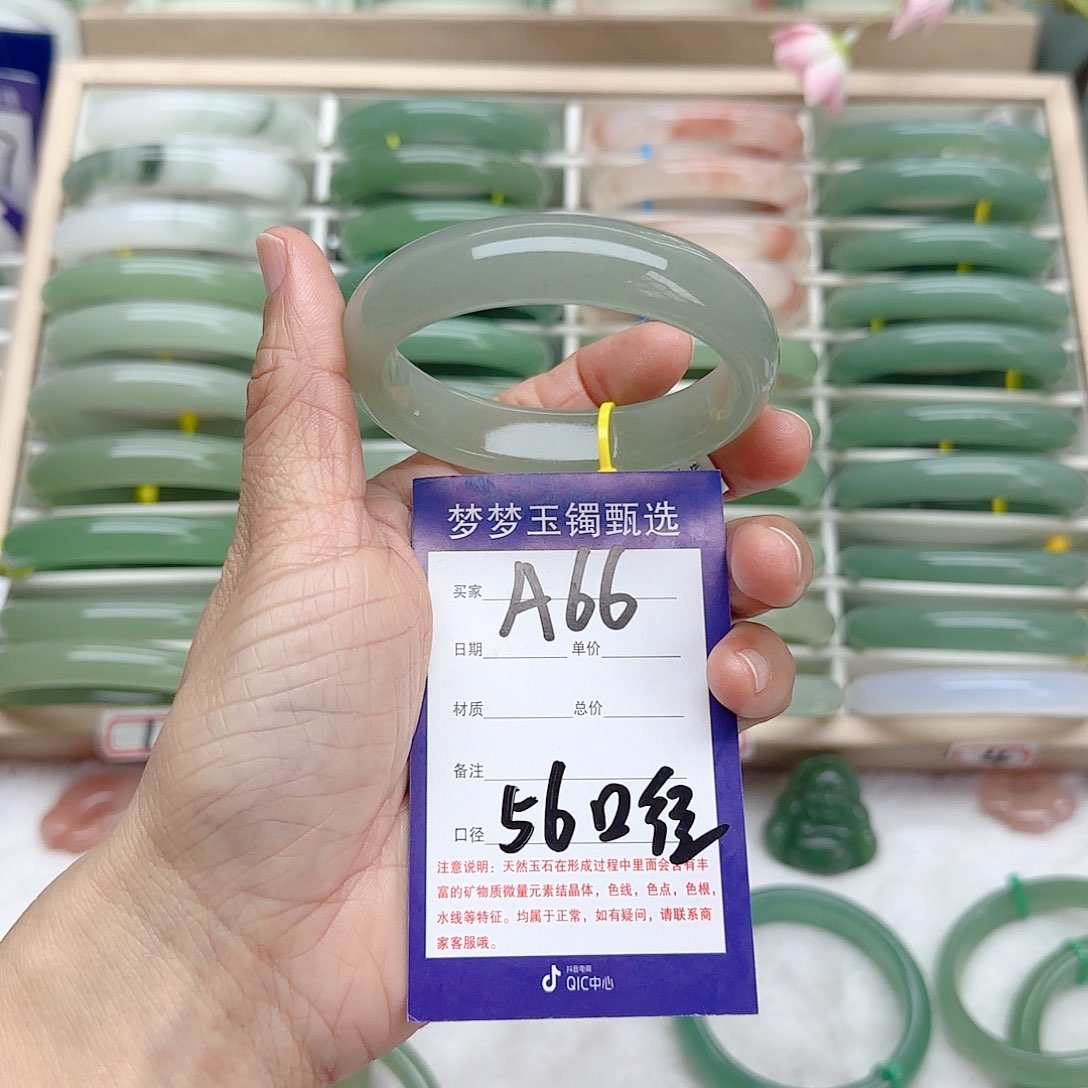 梦梦玉镯甄选
买家 A66
日期 单价
材质 总价
备注
口径 56口径
注意说明：天然玉石在形成过程中里面会含有丰
富的矿物质微量元素结晶体，色线，色点，色根，
水线等特征。均属于正常，如有疑问，请联系商
家客服哦。
抖音电商
QIC中心